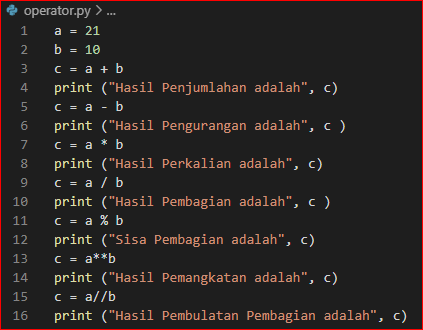 operator.py > ...
1 a = 21
2 b = 10
3 c = a + b
4 print ("Hasil Penjumlahan adalah", c)
5 c = a - b
6 print ("Hasil Pengurangan adalah", c )
7 c = a * b
8 print ("Hasil Perkalian adalah", c)
9 c = a / b
10 print ("Hasil Pembagian adalah", c )
11 c = a % b
12 print ("Sisa Pembagian adalah", c)
13 c = a**b
14 print ("Hasil Pemangkatan adalah", c)
15 c = a//b
16 print ("Hasil Pembulatan Pembagian adalah", c)